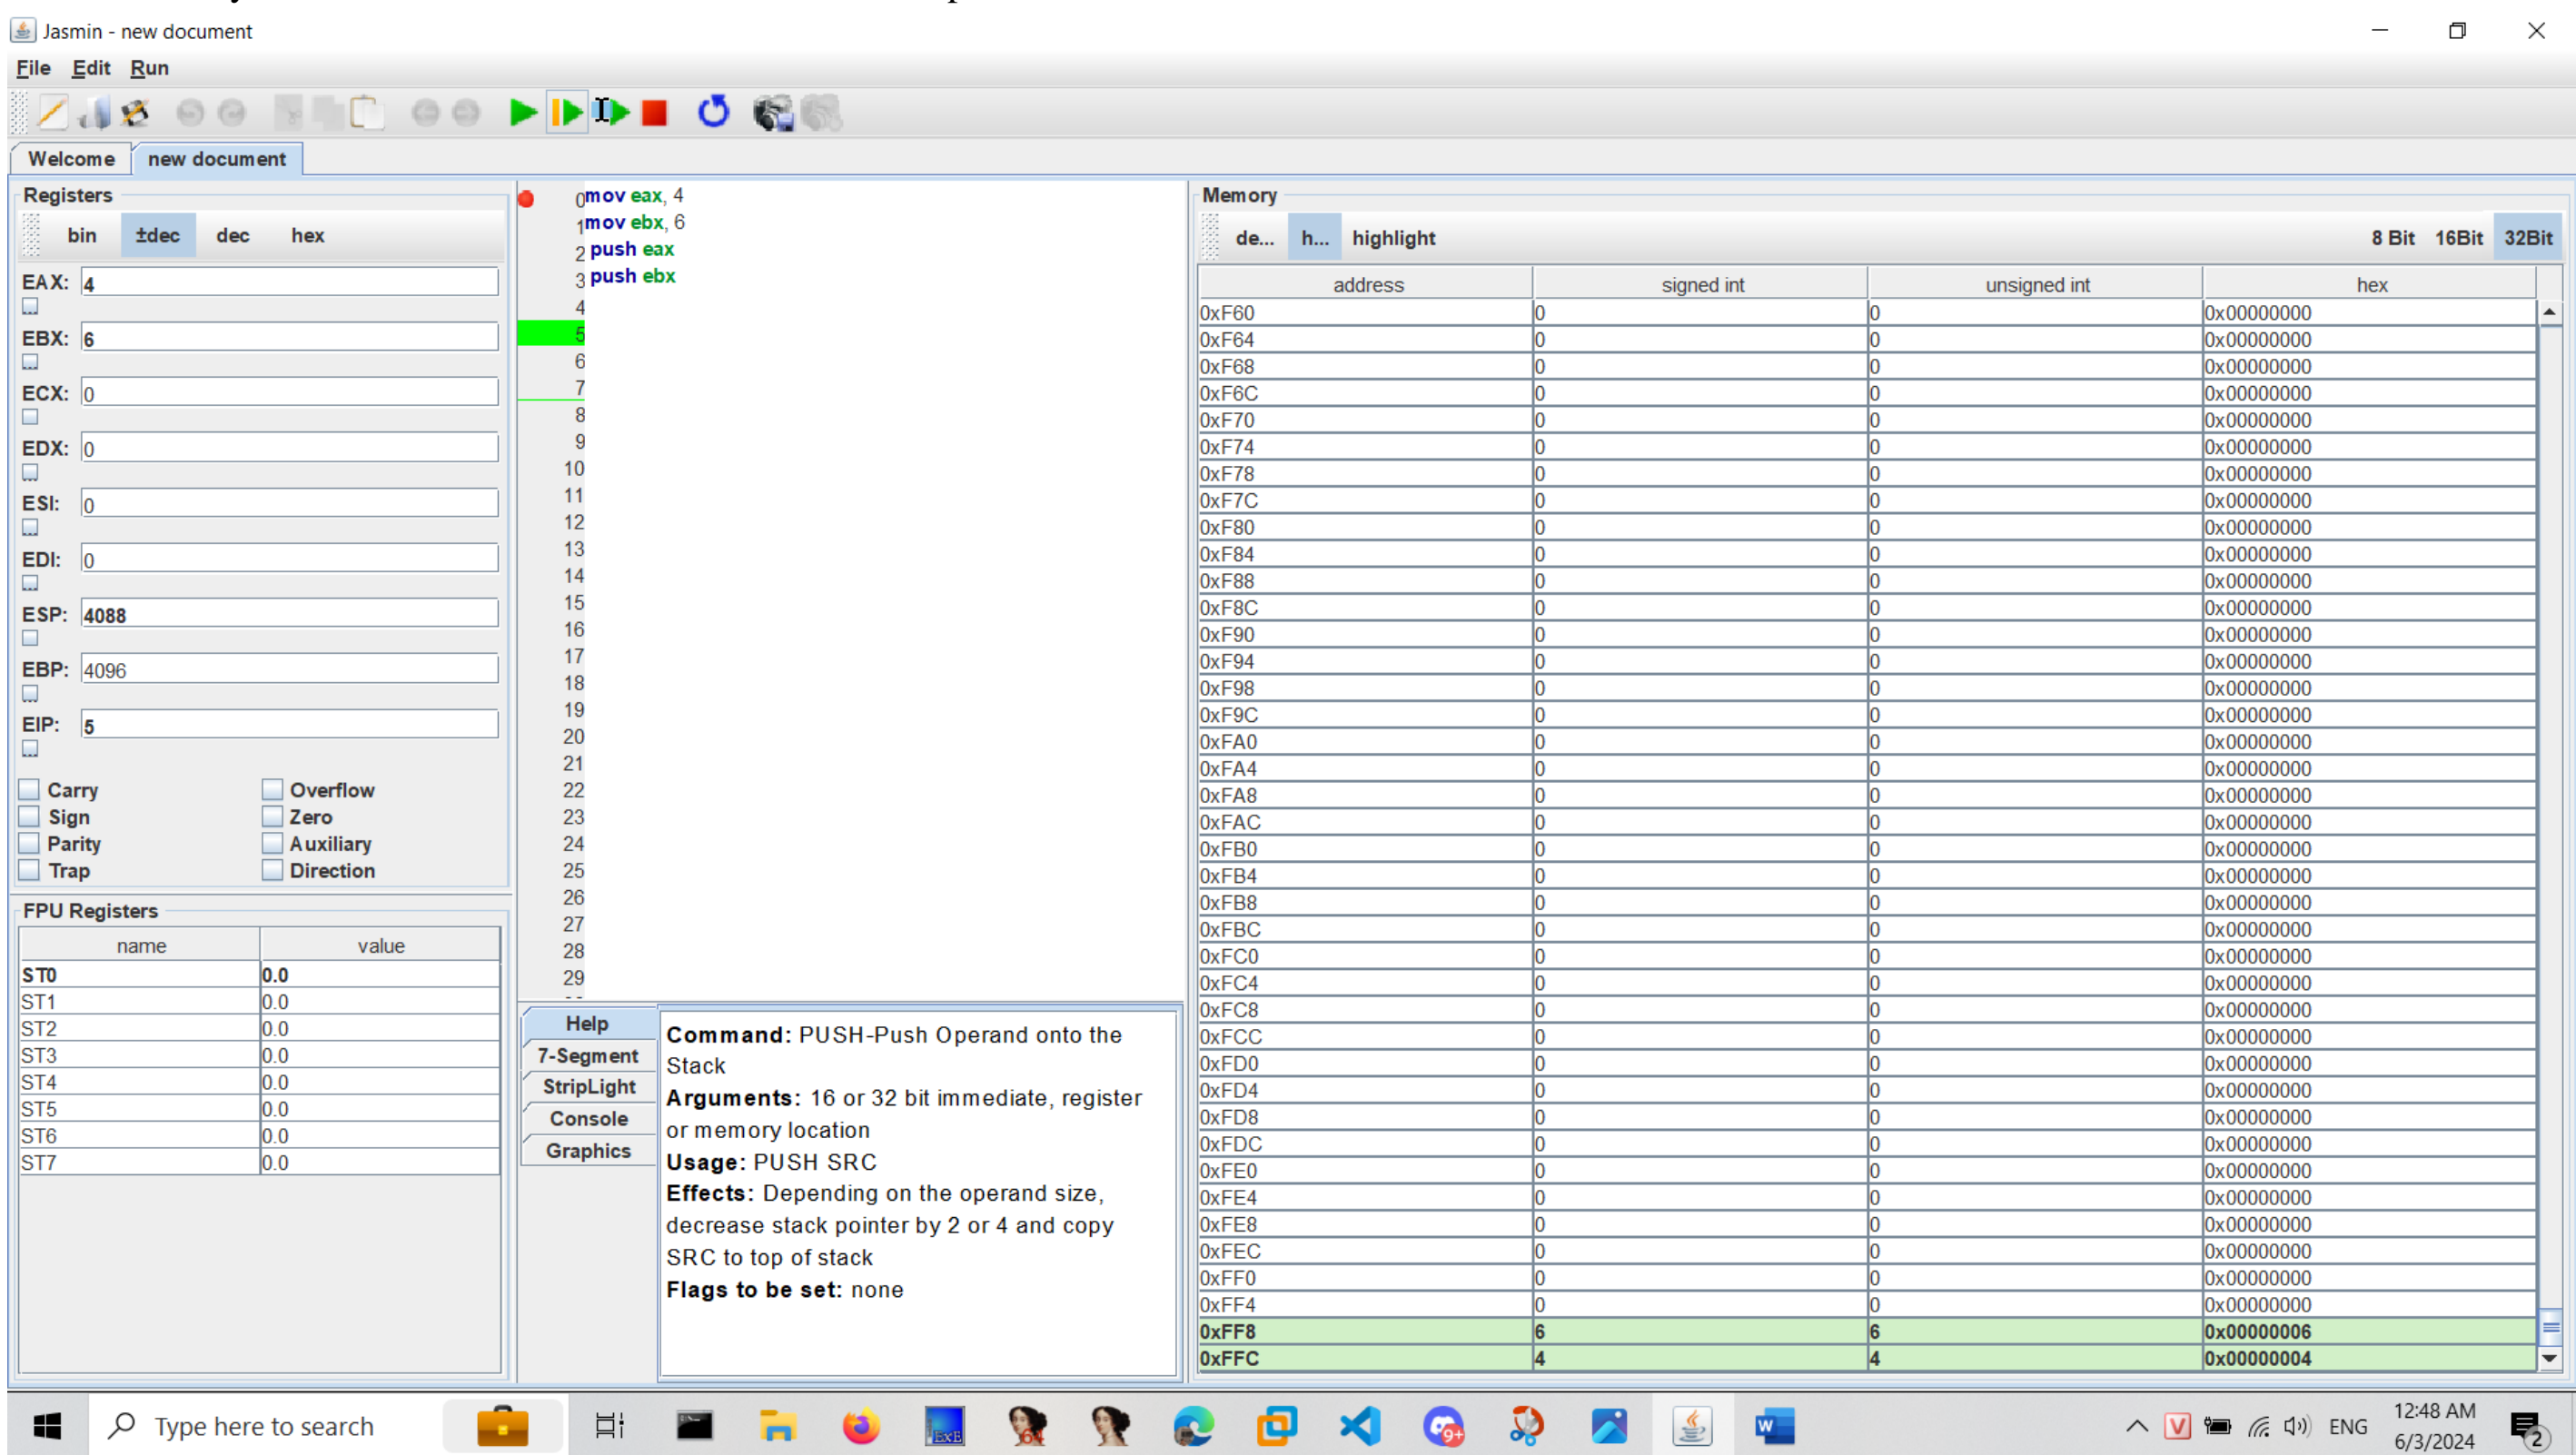 Jasmin - new document
File Edit Run
Welcome new document
Registers
bin ±dec dec hex
EAX: 4
EBX: 6
ECX: 0
EDX: 0
ESI: 0
EDI: 0
ESP: 4088
EBP: 4096
EIP: 5
Carry Overflow
Sign Zero
Parity Auxiliary
Trap Direction
FPU Registers
name value
ST0 0.0
ST1 0.0
ST2 0.0
ST3 0.0
ST4 0.0
ST5 0.0
ST6 0.0
ST7 0.0
0 mov eax, 4
1 mov ebx, 6
2 push eax
3 push ebx
4
5
6
7
8
9
10
11
12
13
14
15
16
17
18
19
20
21
22
23
24
25
26
27
28
29
Help
7-Segment
StripLight
Console
Graphics
Command: PUSH-Push Operand onto the
Stack
Arguments: 16 or 32 bit immediate, register
or memory location
Usage: PUSH SRC
Effects: Depending on the operand size,
decrease stack pointer by 2 or 4 and copy
SRC to top of stack
Flags to be set: none
Memory
de... h... highlight 8 Bit 16Bit 32Bit
address signed int unsigned int hex
0xF60 0 0 0x00000000
0xF64 0 0 0x00000000
0xF68 0 0 0x00000000
0xF6C 0 0 0x00000000
0xF70 0 0 0x00000000
0xF74 0 0 0x00000000
0xF78 0 0 0x00000000
0xF7C 0 0 0x00000000
0xF80 0 0 0x00000000
0xF84 0 0 0x00000000
0xF88 0 0 0x00000000
0xF8C 0 0 0x00000000
0xF90 0 0 0x00000000
0xF94 0 0 0x00000000
0xF98 0 0 0x00000000
0xF9C 0 0 0x00000000
0xFA0 0 0 0x00000000
0xFA4 0 0 0x00000000
0xFA8 0 0 0x00000000
0xFAC 0 0 0x00000000
0xFB0 0 0 0x00000000
0xFB4 0 0 0x00000000
0xFB8 0 0 0x00000000
0xFBC 0 0 0x00000000
0xFC0 0 0 0x00000000
0xFC4 0 0 0x00000000
0xFC8 0 0 0x00000000
0xFCC 0 0 0x00000000
0xFD0 0 0 0x00000000
0xFD4 0 0 0x00000000
0xFD8 0 0 0x00000000
0xFDC 0 0 0x00000000
0xFE0 0 0 0x00000000
0xFE4 0 0 0x00000000
0xFE8 0 0 0x00000000
0xFEC 0 0 0x00000000
0xFF0 0 0 0x00000000
0xFF4 0 0 0x00000000
0xFF8 6 6 0x00000006
0xFFC 4 4 0x00000004
Type here to search
ExE
64
9+
W
V
ENG
12:48 AM
6/3/2024
2